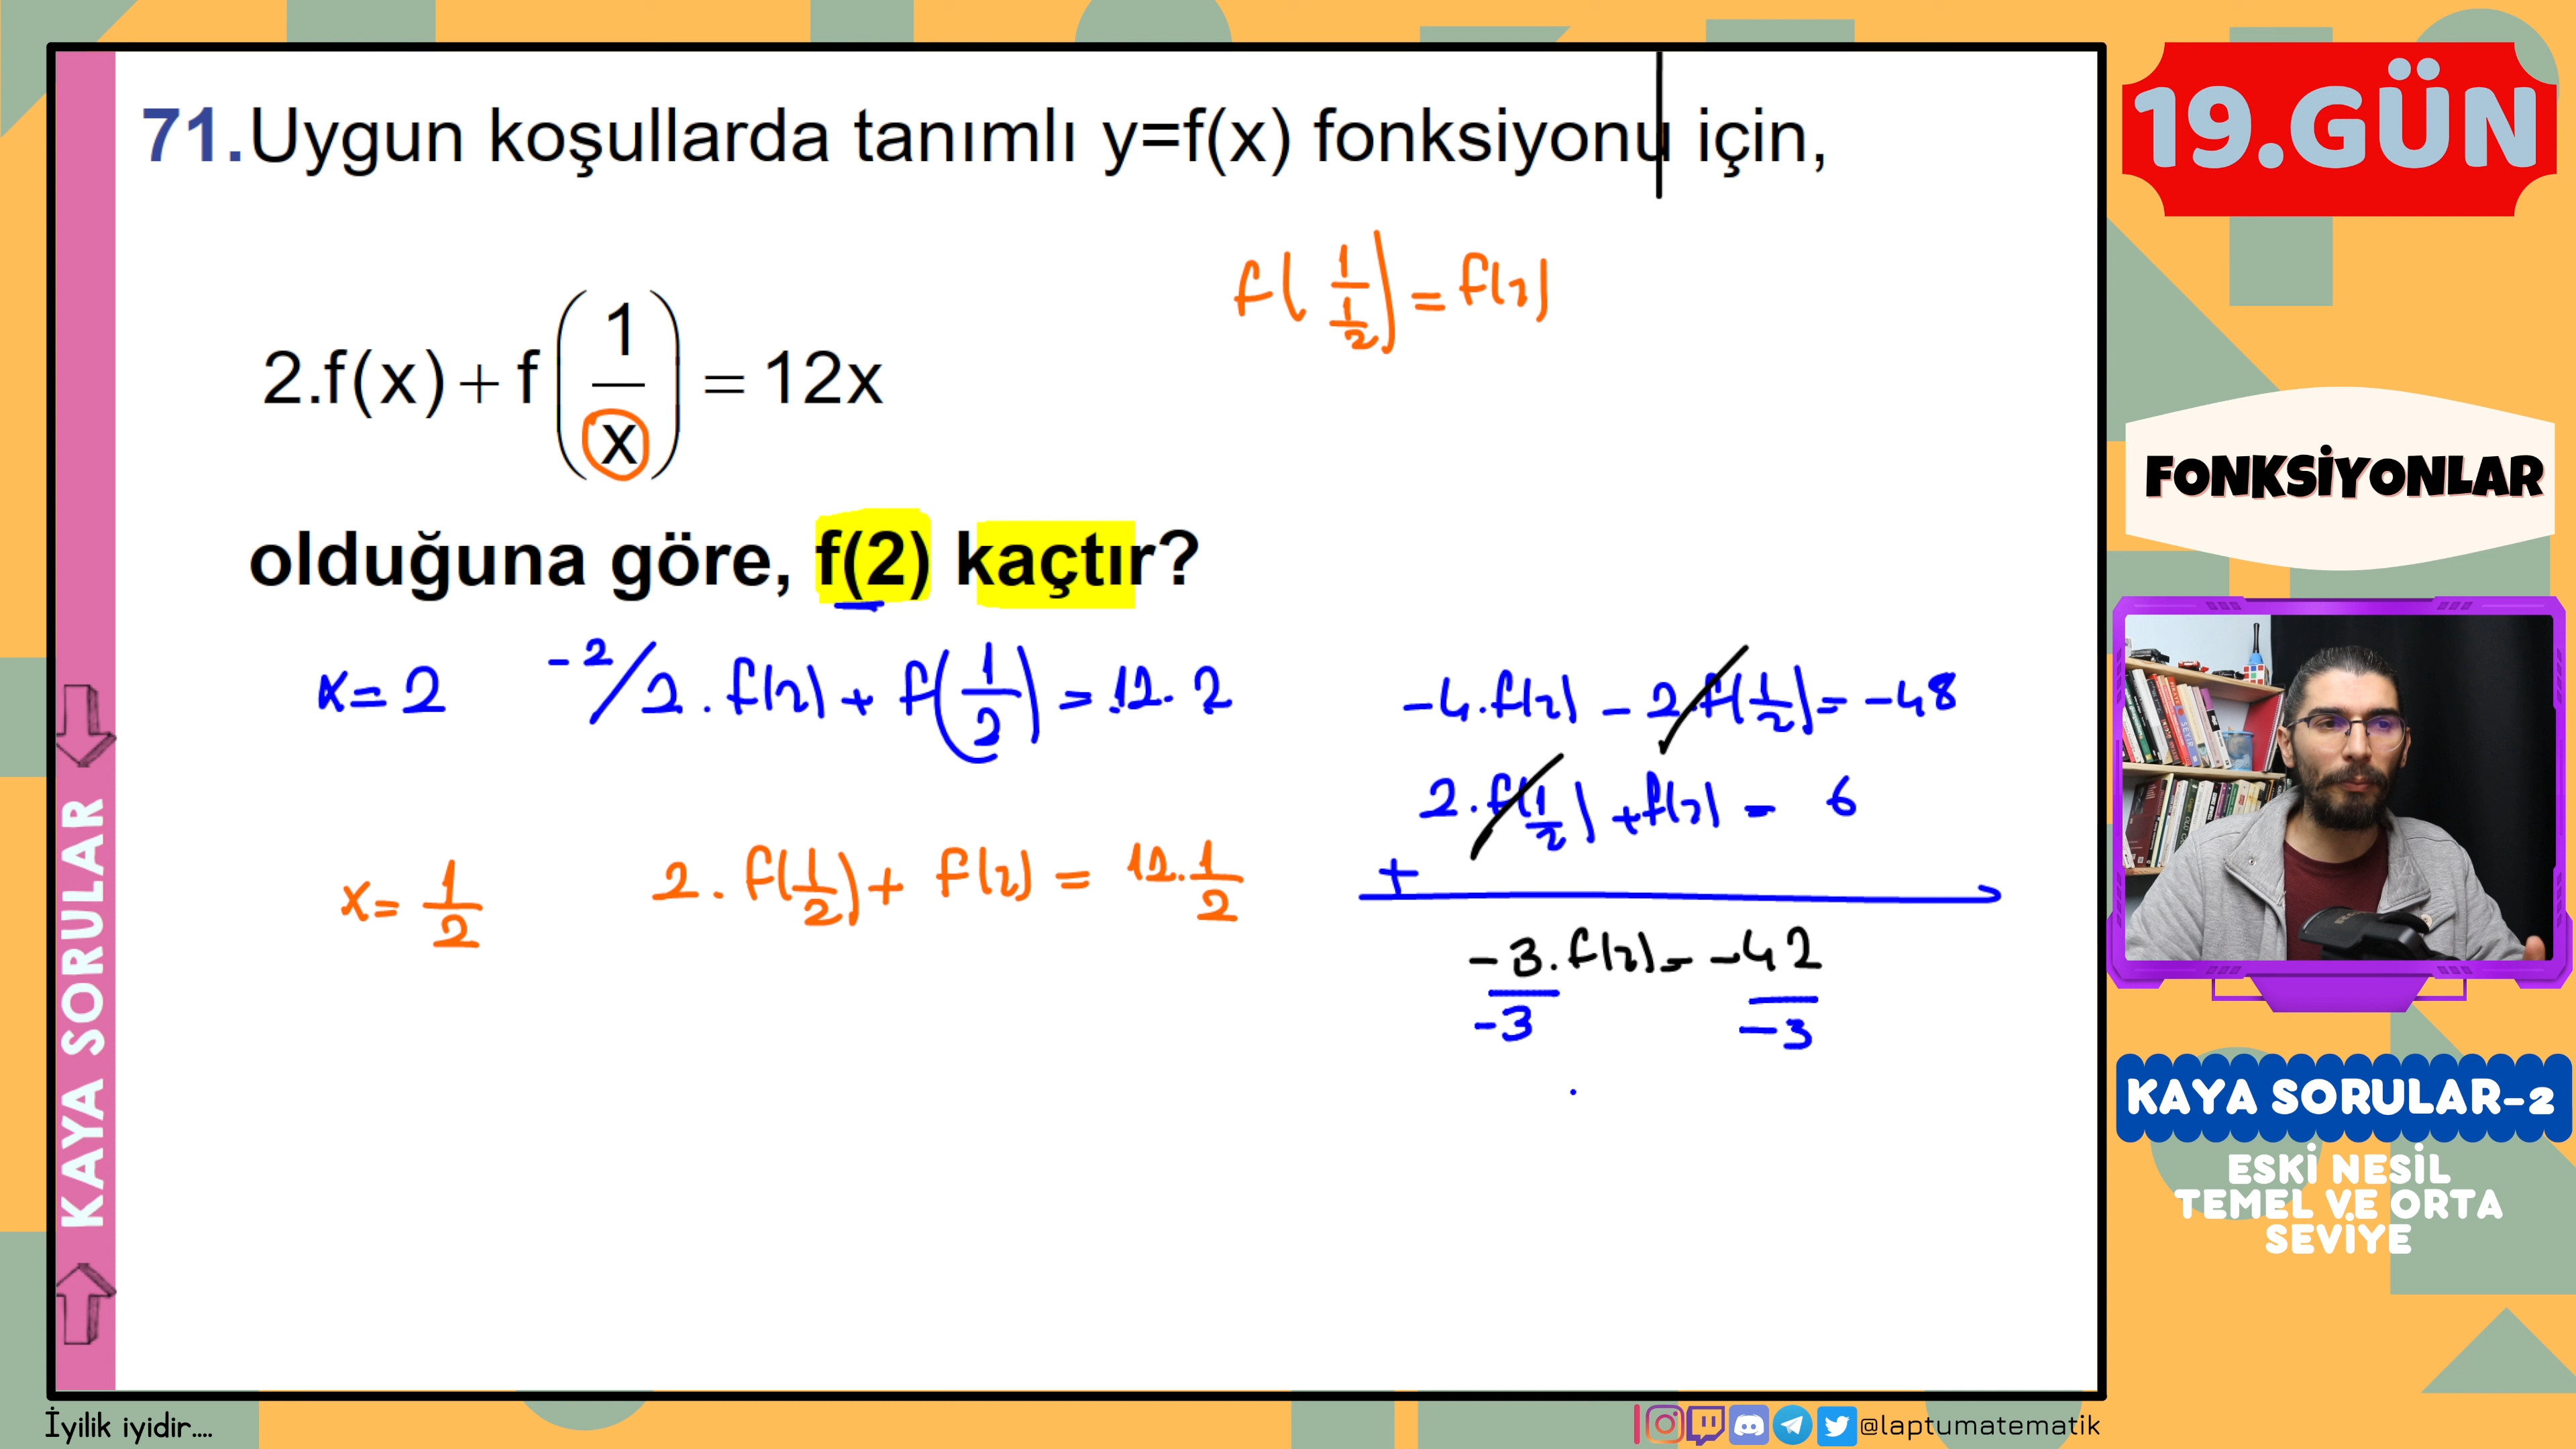 71.Uygun koşullarda tanımlı y=f(x) fonksiyonu için,
f(1/(1/2)) = f(2)
2.f(x)+f(1/x)=12x
olduğuna göre, f(2) kaçtır?
x=2 -2/ 2.f(2)+f(1/2)=12.2
-4.f(2)-2.f(1/2)=-48
2.f(1/2)+f(2)=6
+
x=1/2 2.f(1/2)+f(2)=12.1/2
-3.f(2)=-42
-3 -3
KAYA SORULAR
19.GÜN
FONKSİYONLAR
KAYA SORULAR-2
ESKİ NESİL
TEMEL VE ORTA
SEVİYE
İyilik iyidir....
@laptumatematik